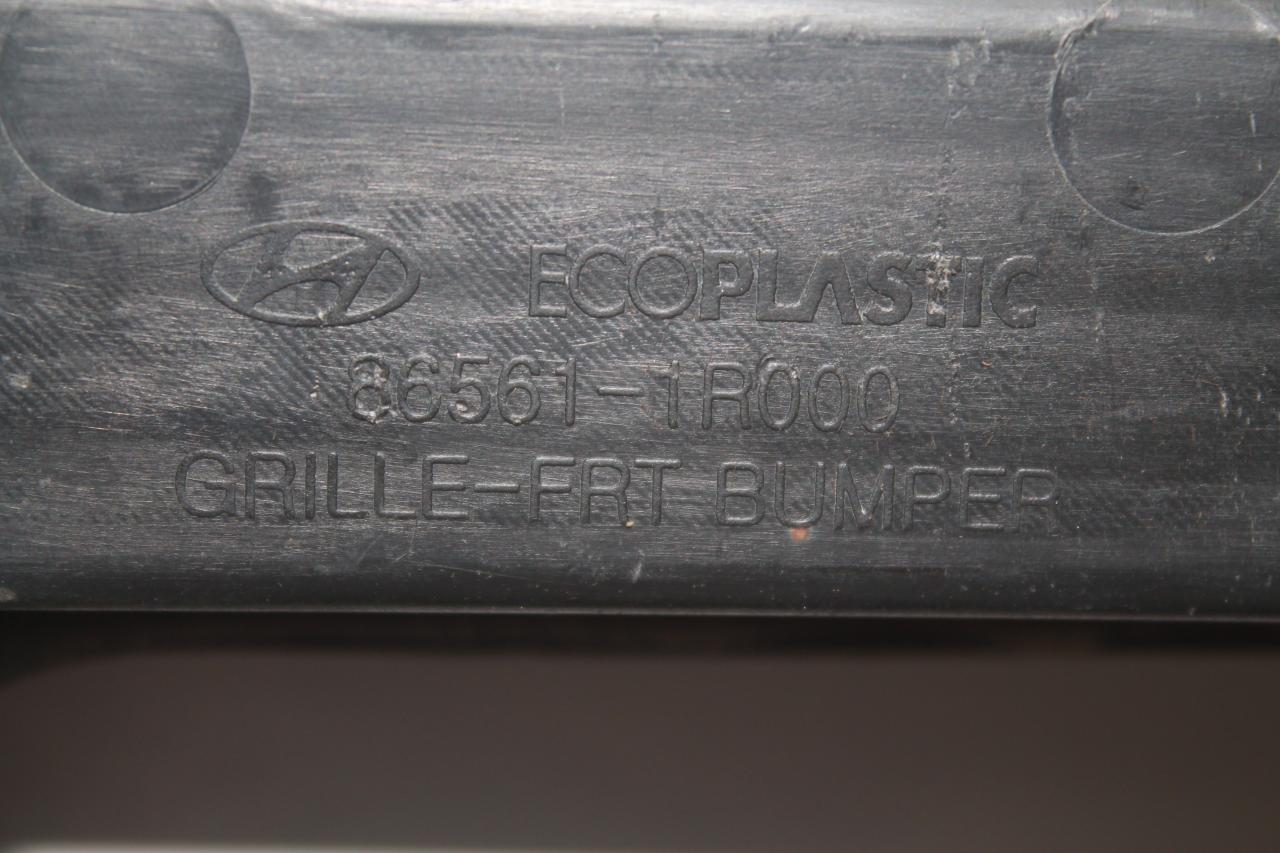 ECOPLASTIC
86561-1R000
GRILLE-FRT BUMPER